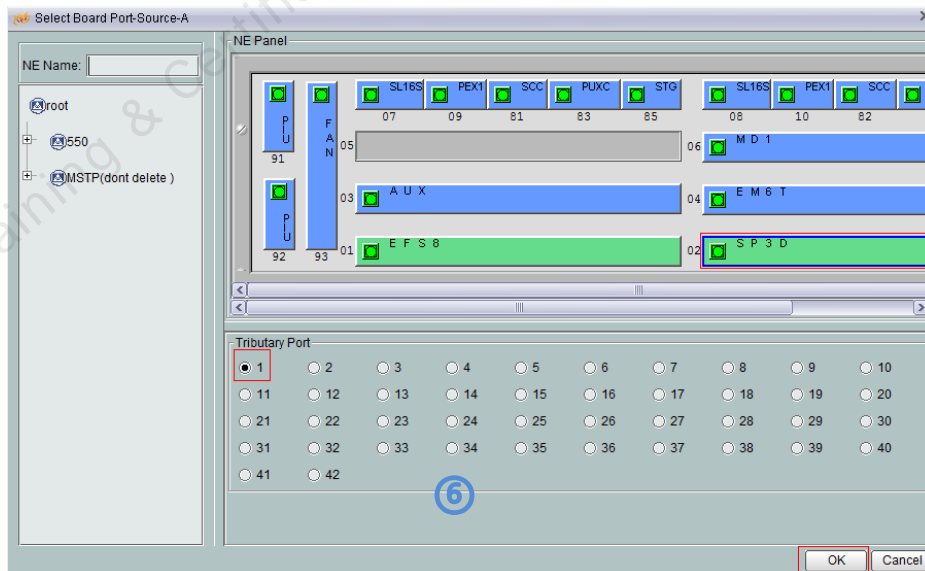 Select Board Port-Source-A
NE Panel
NE Name:
root
550
MSTP(dont delete )
PIU
91
PIU
92
FAN
93
SL16S PEX1 SCC PUXC STG SL16S PEX1 SCC
07 09 81 83 85 08 10 82
05
06 MD1
03 AUX
04 EM6T
01 EFS8
02 SP3D
Tributary Port
1 2 3 4 5 6 7 8 9 10
11 12 13 14 15 16 17 18 19 20
21 22 23 24 25 26 27 28 29 30
31 32 33 34 35 36 37 38 39 40
41 42
6
OK Cancel